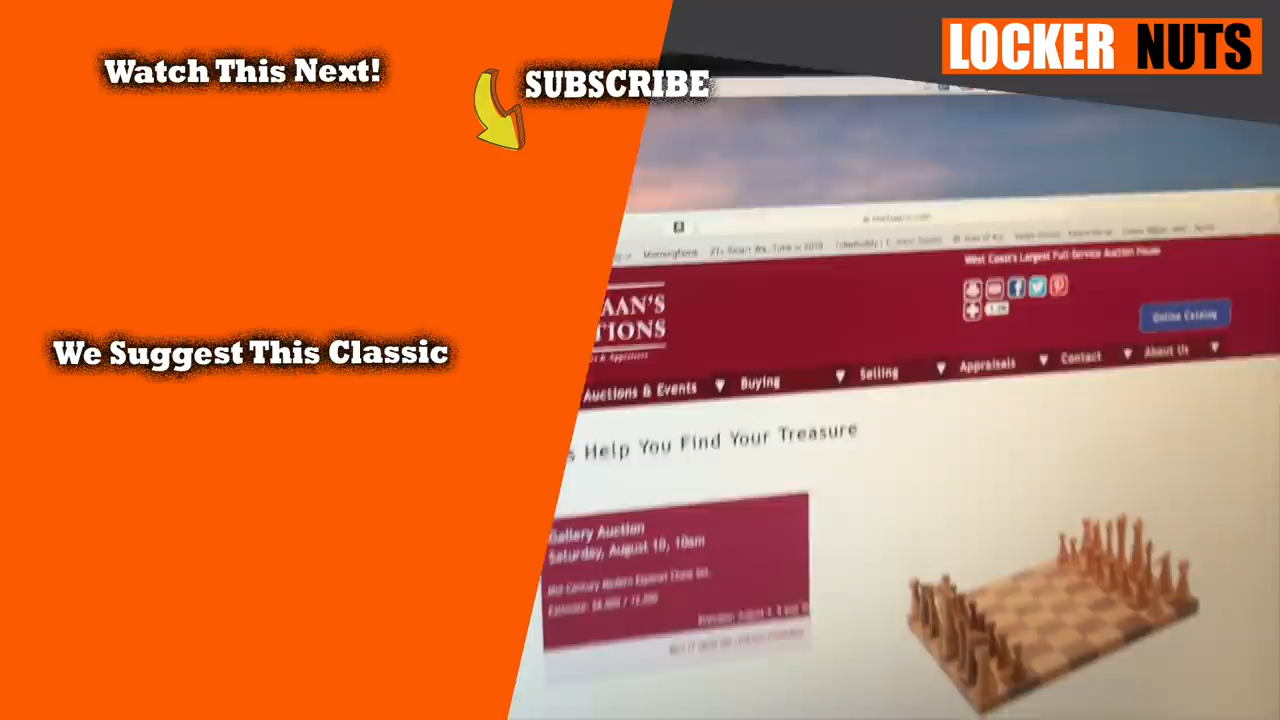 LOCKER NUTS
Watch This Next!
SUBSCRIBE
We Suggest This Classic
West Coast's Largest Full-Service Auction House
AAN'S
TIONS
Online Catalog
Auctions & Events
Buying
Selling
Appraisals
Contact
About Us
s Help You Find Your Treasure
Gallery Auction
Saturday, August 10, 10am